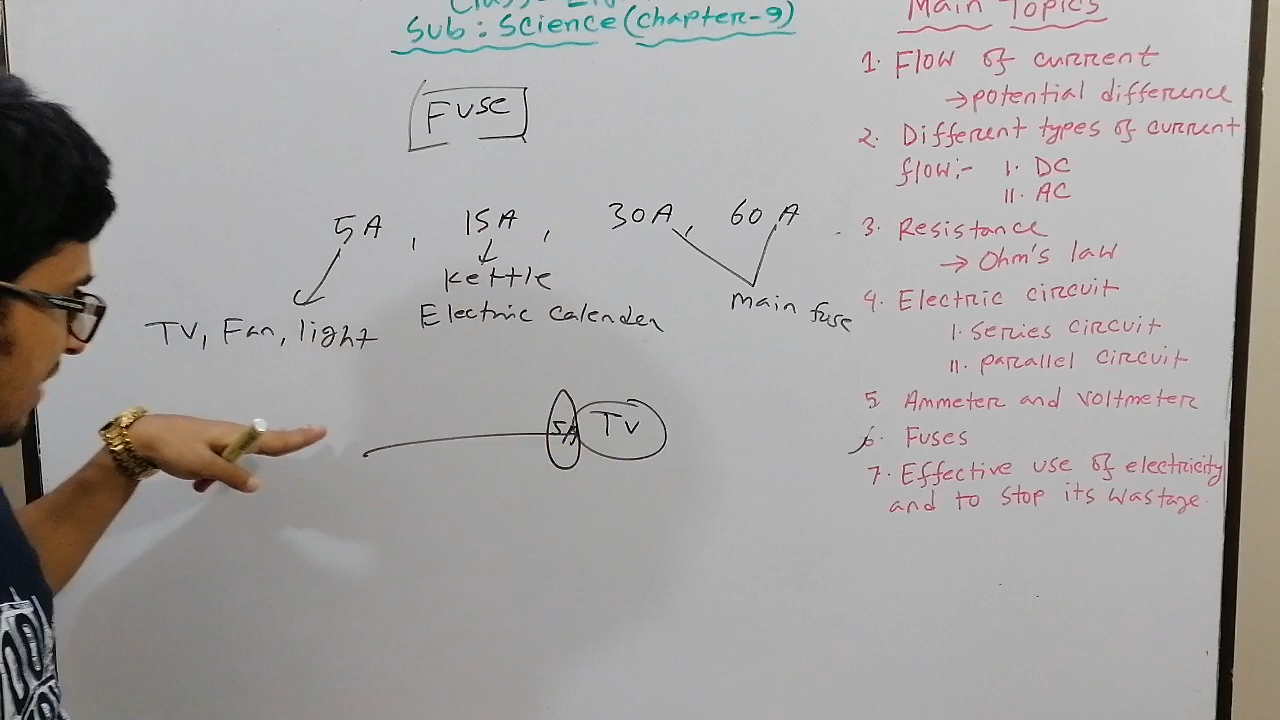 Sub : Science (chapter-9)
Fuse
5A , 15A , 30A, 60 A
Kettle
Electric calender
TV, Fan, light
Main fuse
5A TV
Main Topics
1. Flow of current
→ potential difference
2. Different types of current
flow:- I. DC
II. AC
3. Resistance
→ Ohm's law
4. Electric circuit
I. series circuit
II. parallel circuit
5 Ammeter and voltmeter
6. Fuses
7. Effective use of electricity
and to stop its wastage.